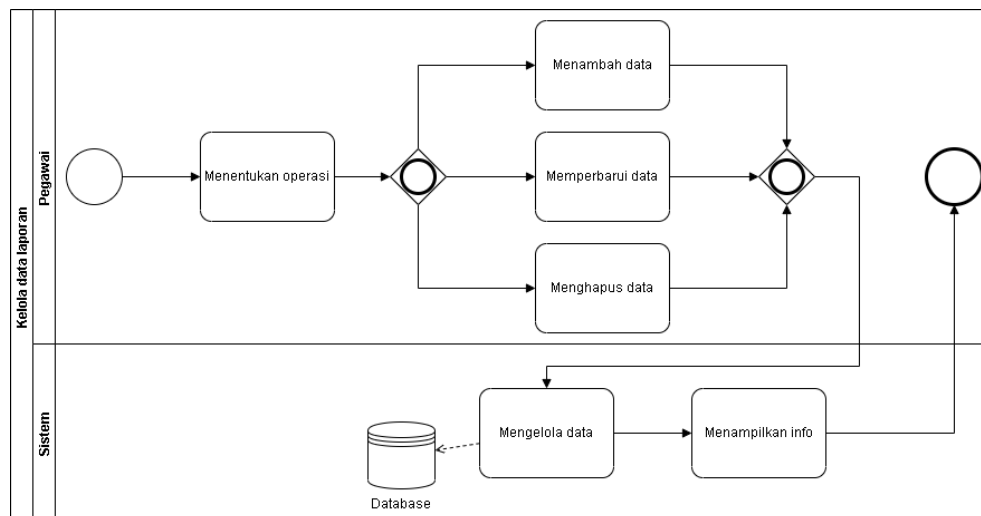 Kelola data laporan
Pegawai
Menentukan operasi
Menambah data
Memperbarui data
Menghapus data
Sistem
Mengelola data
Menampilkan info
Database